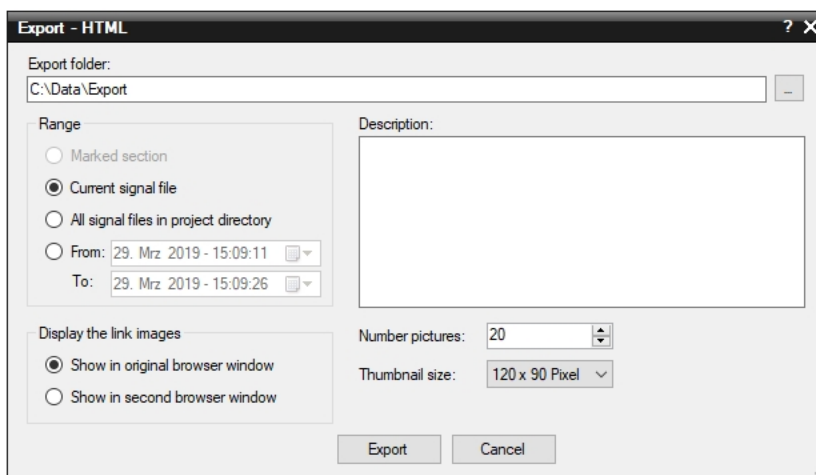 Export - HTML
Export folder:
C:\Data\Export
...
Range
Marked section
Current signal file
All signal files in project directory
From: 29. Mrz 2019 - 15:09:11
To: 29. Mrz 2019 - 15:09:26
Description:
Display the link images
Show in original browser window
Show in second browser window
Number pictures: 20
Thumbnail size: 120 x 90 Pixel
Export
Cancel